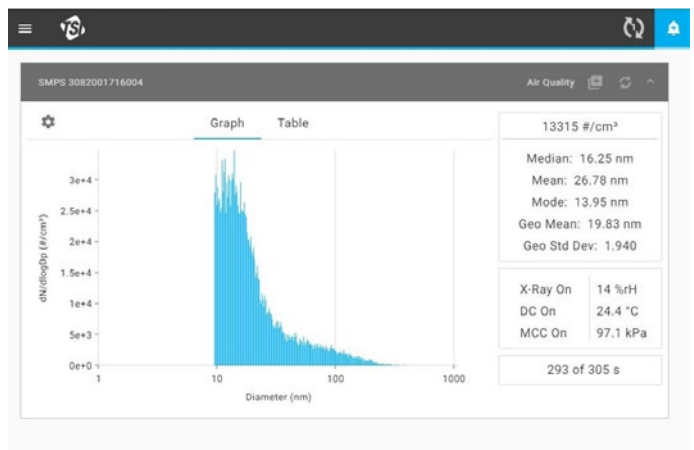 TSI
SMPS 3082001716004
Air Quality
Graph Table
13315 #/cm³
Median: 16.25 nm
Mean: 26.78 nm
Mode: 13.95 nm
Geo Mean: 19.83 nm
Geo Std Dev: 1.940
X-Ray On 14 %rH
DC On 24.4 °C
MCC On 97.1 kPa
293 of 305 s
dN/dlogDp (#/cm³)
3e+4
2.5e+4
2e+4
1.5e+4
1e+4
5e+3
0e+0
1 10 100 1000
Diameter (nm)